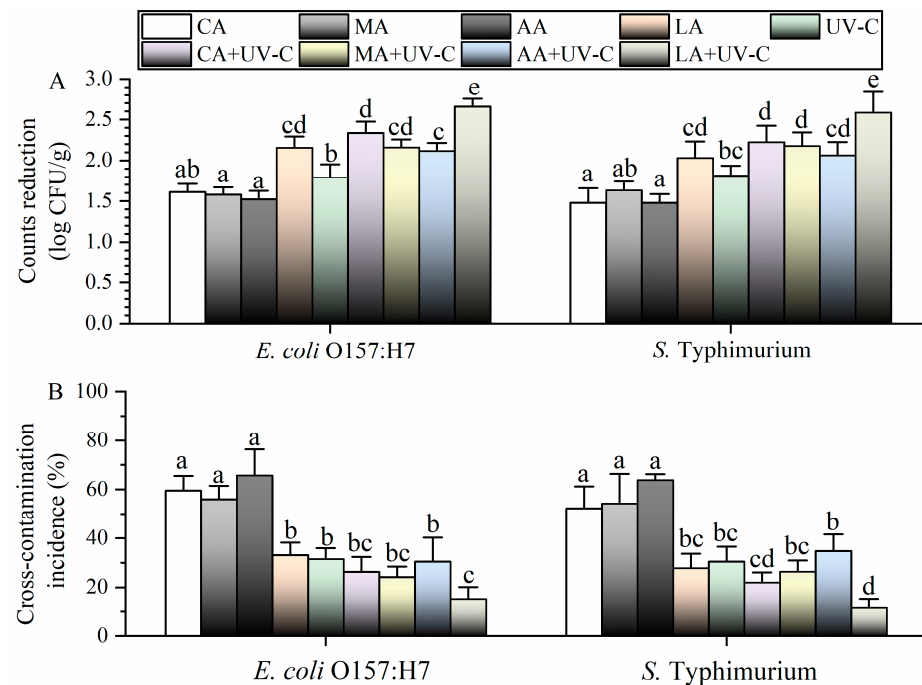 CA MA AA LA UV-C
CA+UV-C MA+UV-C AA+UV-C LA+UV-C
A
3.0
2.5
2.0
1.5
1.0
0.5
0.0
Counts reduction
(log CFU/g)
ab a a cd b d cd c e
a ab a cd bc d d cd e
E. coli O157:H7 S. Typhimurium
B
100
80
60
40
20
0
Cross-contamination
incidence (%)
a a a b b bc bc b c
a a a bc bc cd bc b d
E. coli O157:H7 S. Typhimurium